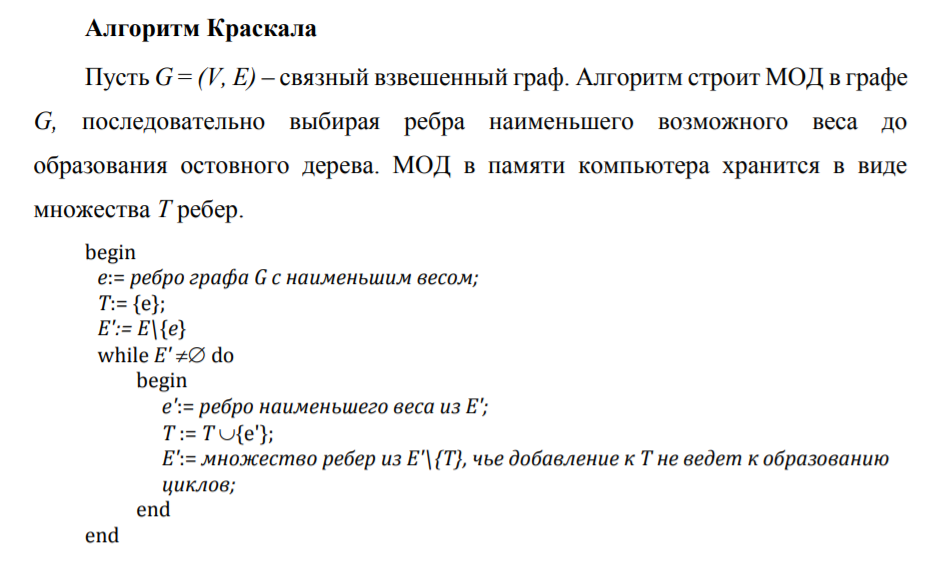 Алгоритм Краскала
Пусть G = (V, E) – связный взвешенный граф. Алгоритм строит МОД в графе
G, последовательно выбирая ребра наименьшего возможного веса до
образования остовного дерева. МОД в памяти компьютера хранится в виде
множества T ребер.
begin
e:= ребро графа G с наименьшим весом;
T:= {e};
E':= E\{e}
while E' ≠∅ do
begin
e':= ребро наименьшего веса из E';
T := T ∪{e'};
E':= множество ребер из E'\{T}, чье добавление к T не ведет к образованию
циклов;
end
end